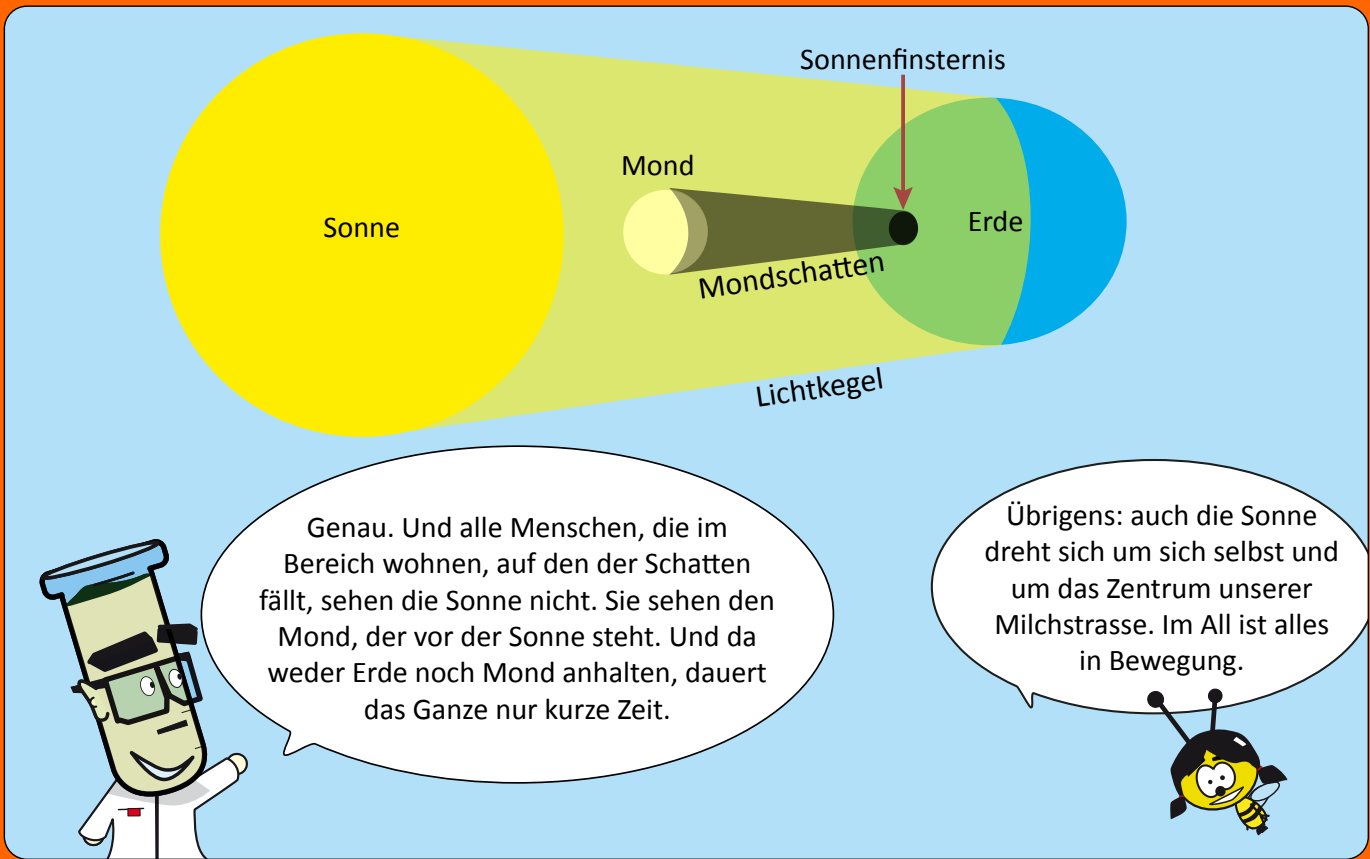 Sonnenfinsternis
Mond
Sonne
Erde
Mondschatten
Lichtkegel
Genau. Und alle Menschen, die im
Bereich wohnen, auf den der Schatten
fällt, sehen die Sonne nicht. Sie sehen den
Mond, der vor der Sonne steht. Und da
weder Erde noch Mond anhalten, dauert
das Ganze nur kurze Zeit.
Übrigens: auch die Sonne
dreht sich um sich selbst und
um das Zentrum unserer
Milchstrasse. Im All ist alles
in Bewegung.